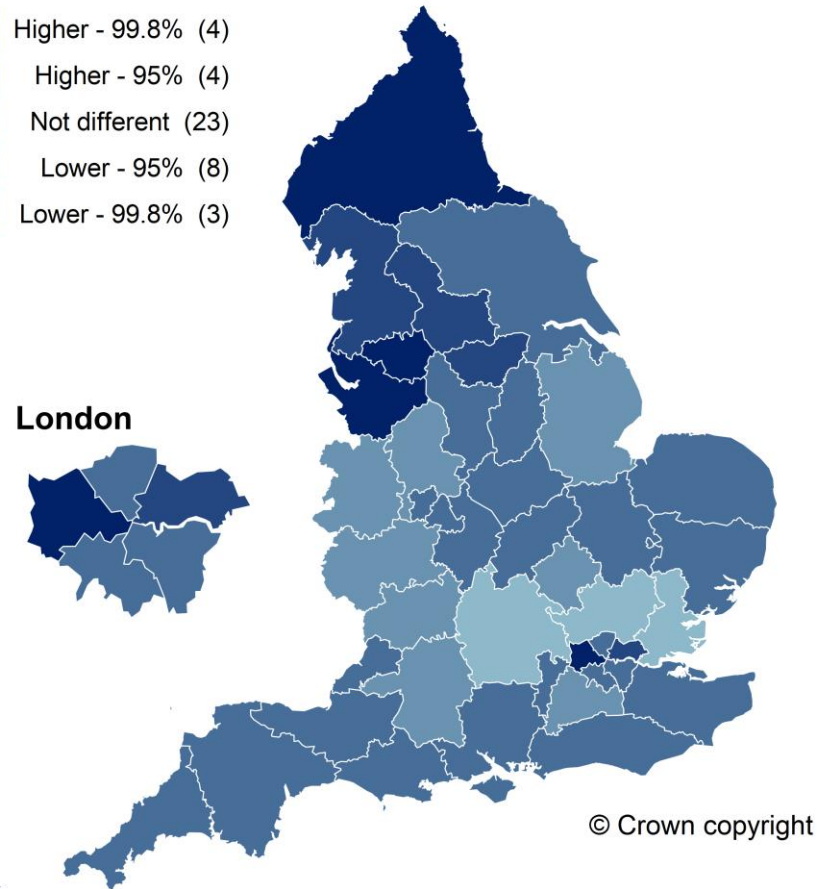 Higher - 99.8% (4)
Higher - 95% (4)
Not different (23)
Lower - 95% (8)
Lower - 99.8% (3)
London
© Crown copyright